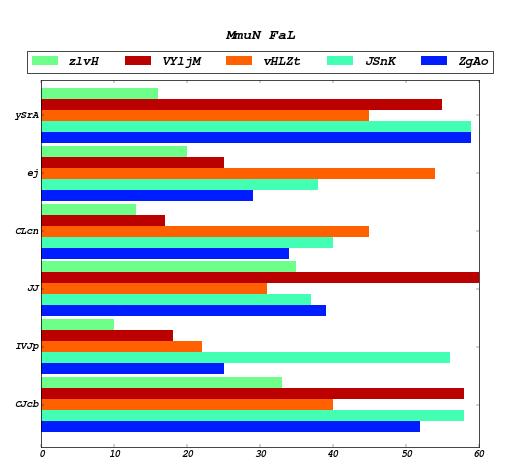 MmuN FaL
zlvH VYljM vHLZt JSnK ZgAo
ySrA
ej
CLcn
JJ
IVJp
CJcb
0 10 20 30 40 50 60